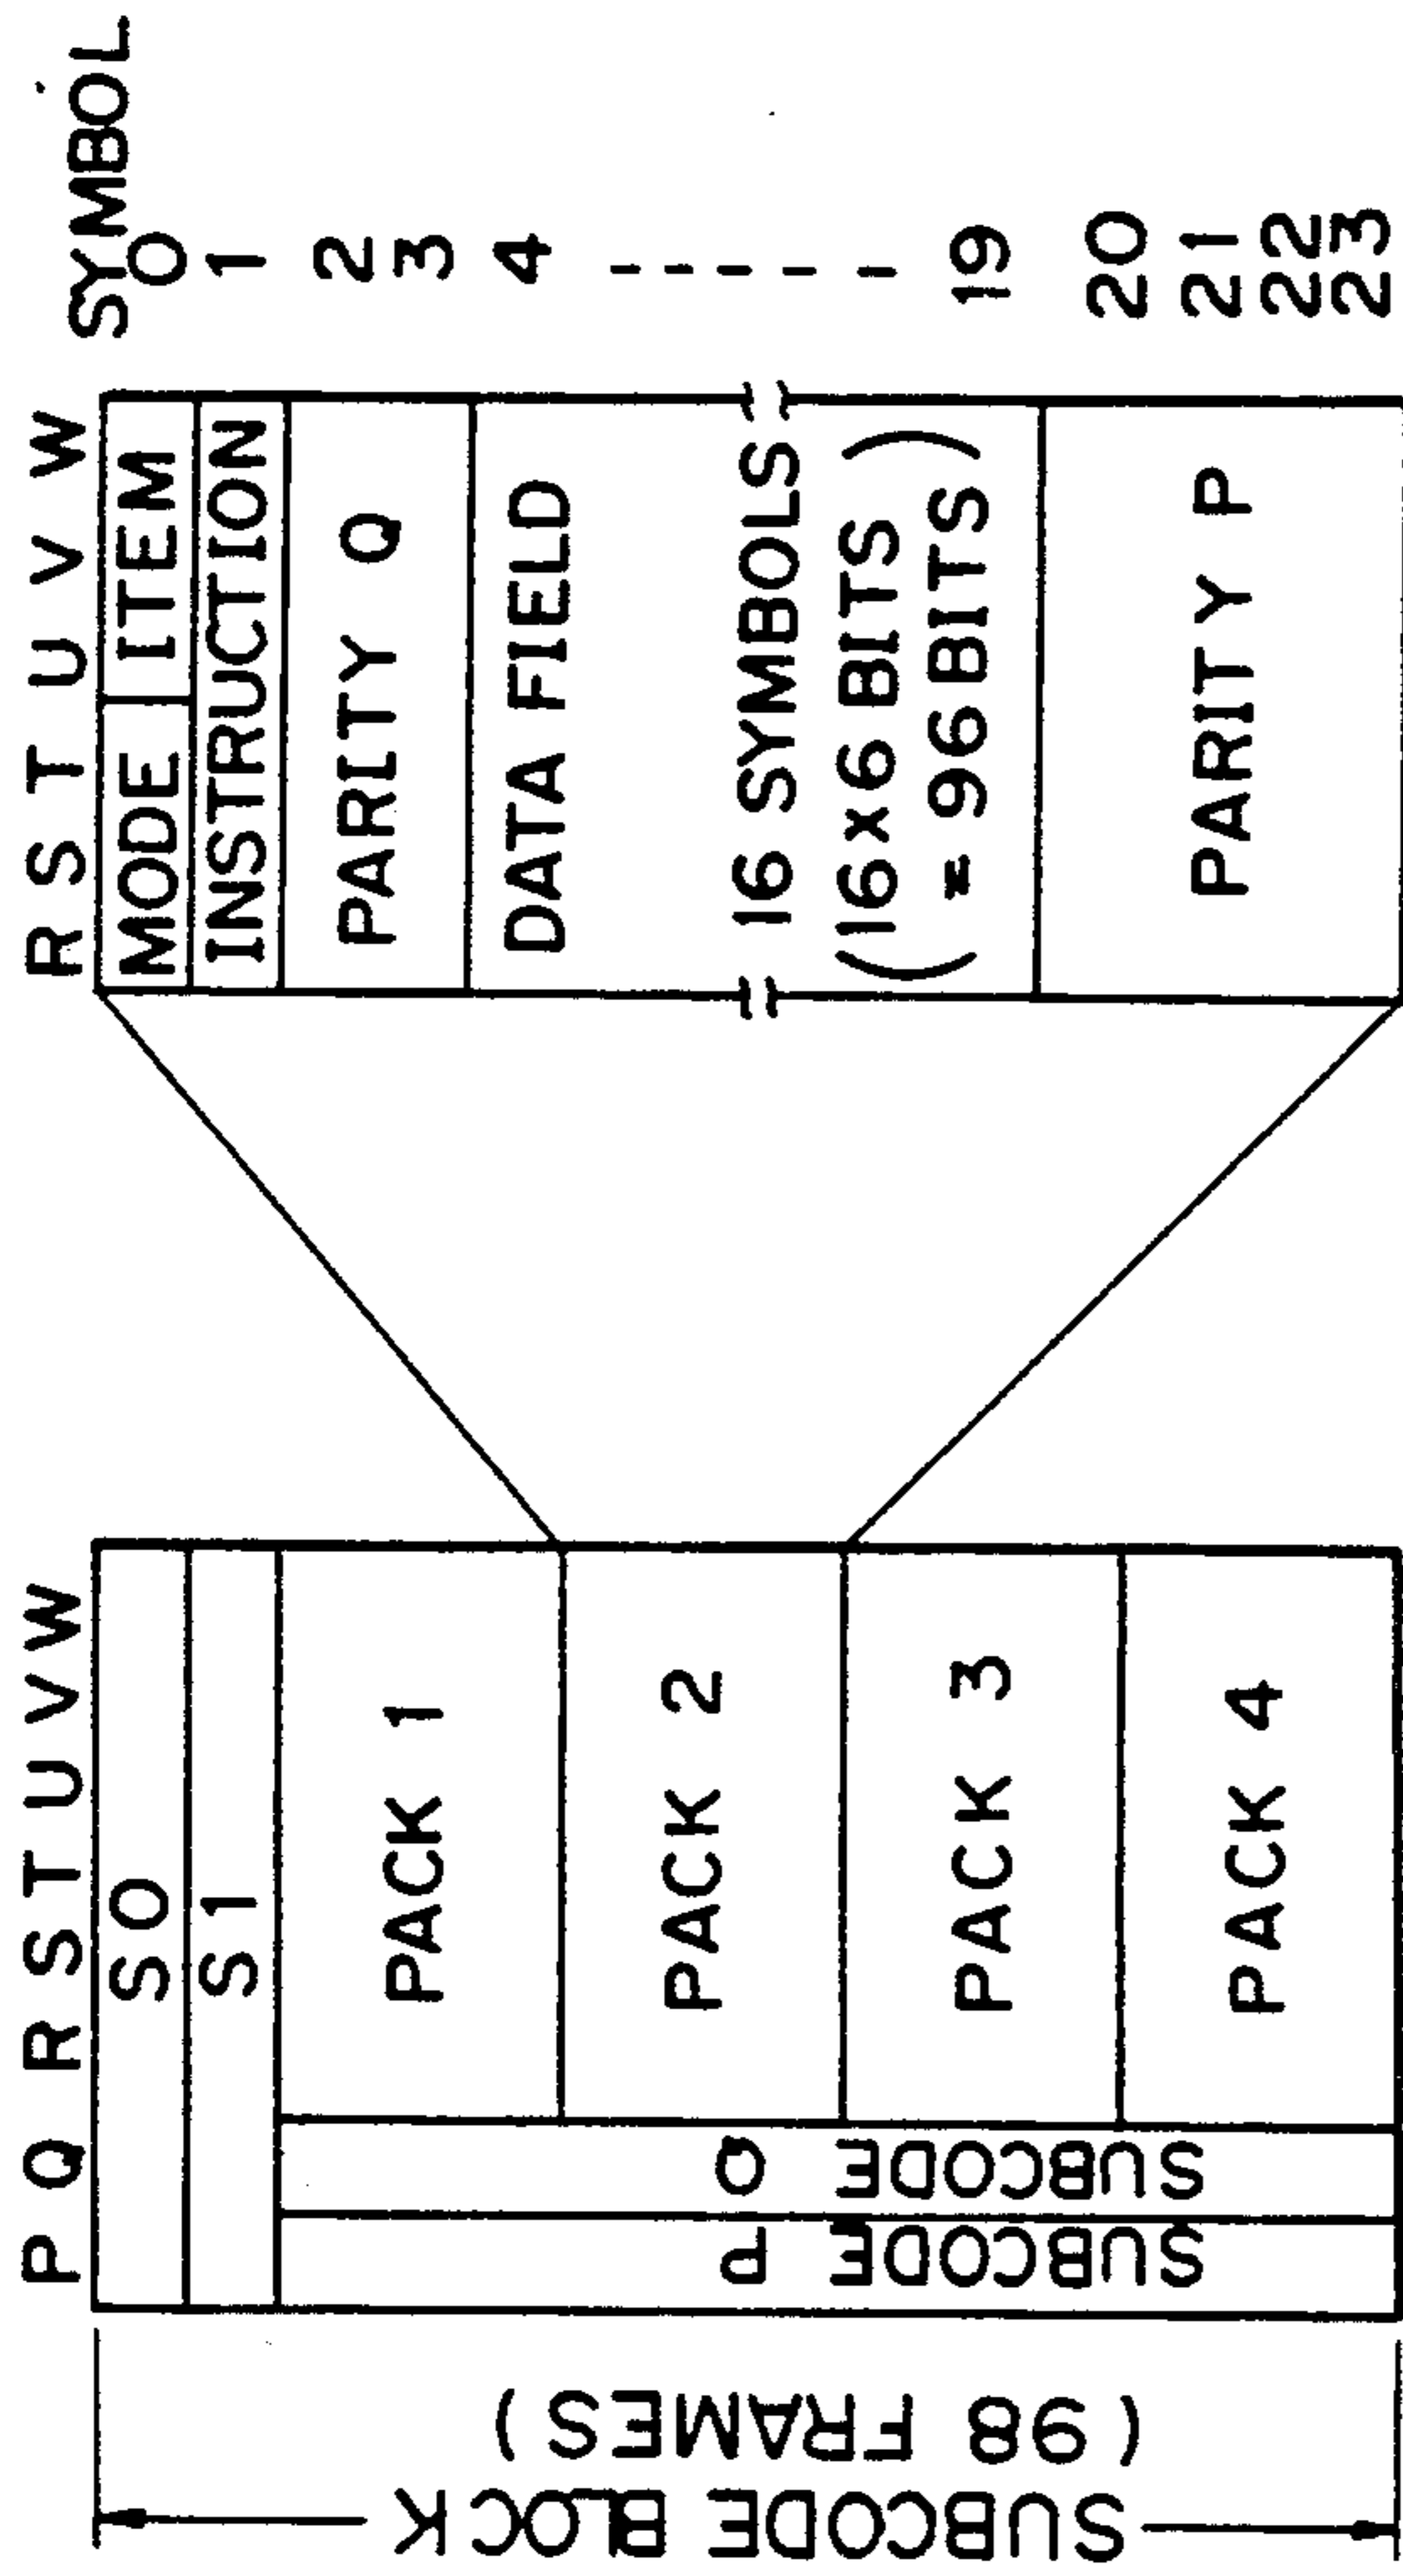 P Q R S T U V W
S0
S1
PACK 1
PACK 2
PACK 3
PACK 4
SUBCODE P
SUBCODE Q
SUBCODE BLOCK
(98 FRAMES)
R S T U V W
SYMBOL
MODE ITEM 0
INSTRUCTION 1
PARITY Q
2
3
DATA FIELD 4
16 SYMBOLS
(16×6 BITS
= 96 BITS)
19
PARITY P
20
21
22
23